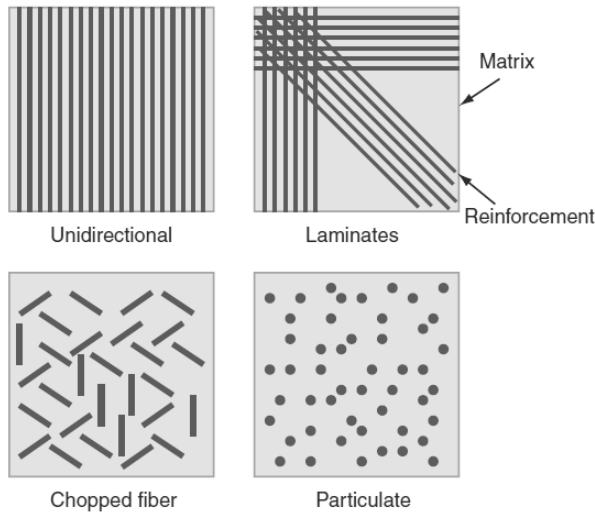 Matrix
Reinforcement
Unidirectional
Laminates
Chopped fiber
Particulate